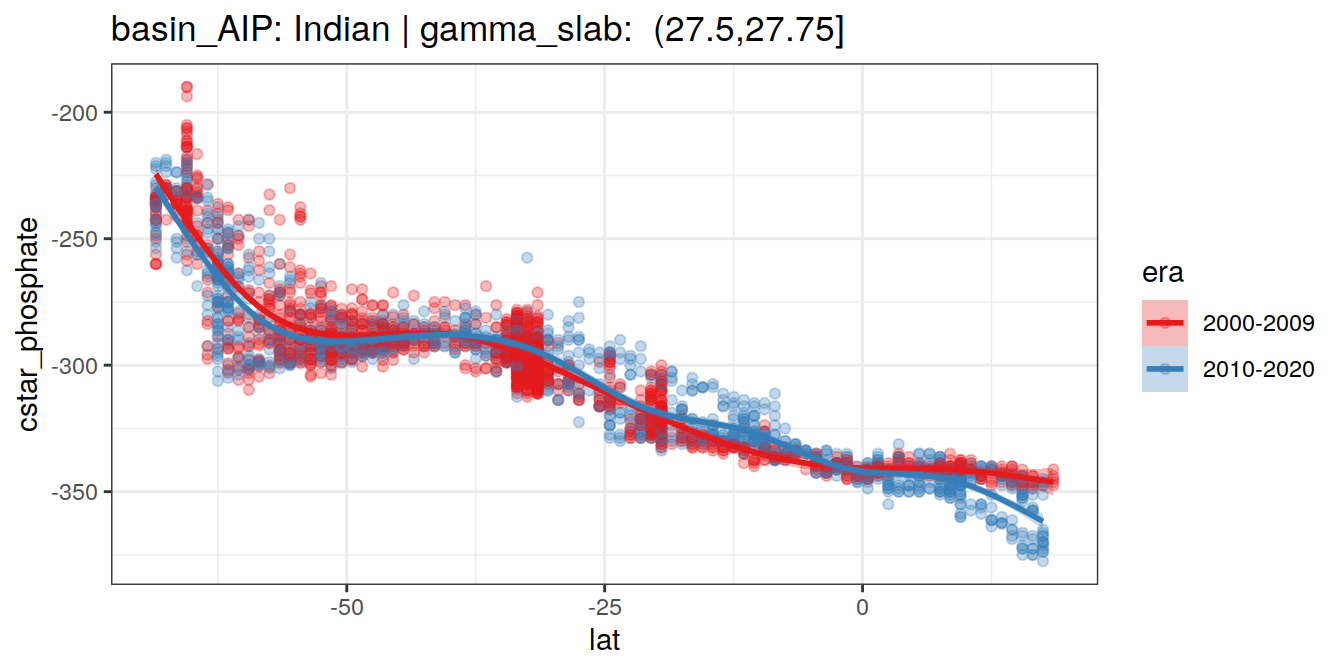 basin_AIP: Indian | gamma_slab:  (27.5,27.75]
-200
-250
-300
-350
cstar_phosphate
-50
-25
0
lat
era
2000-2009
2010-2020